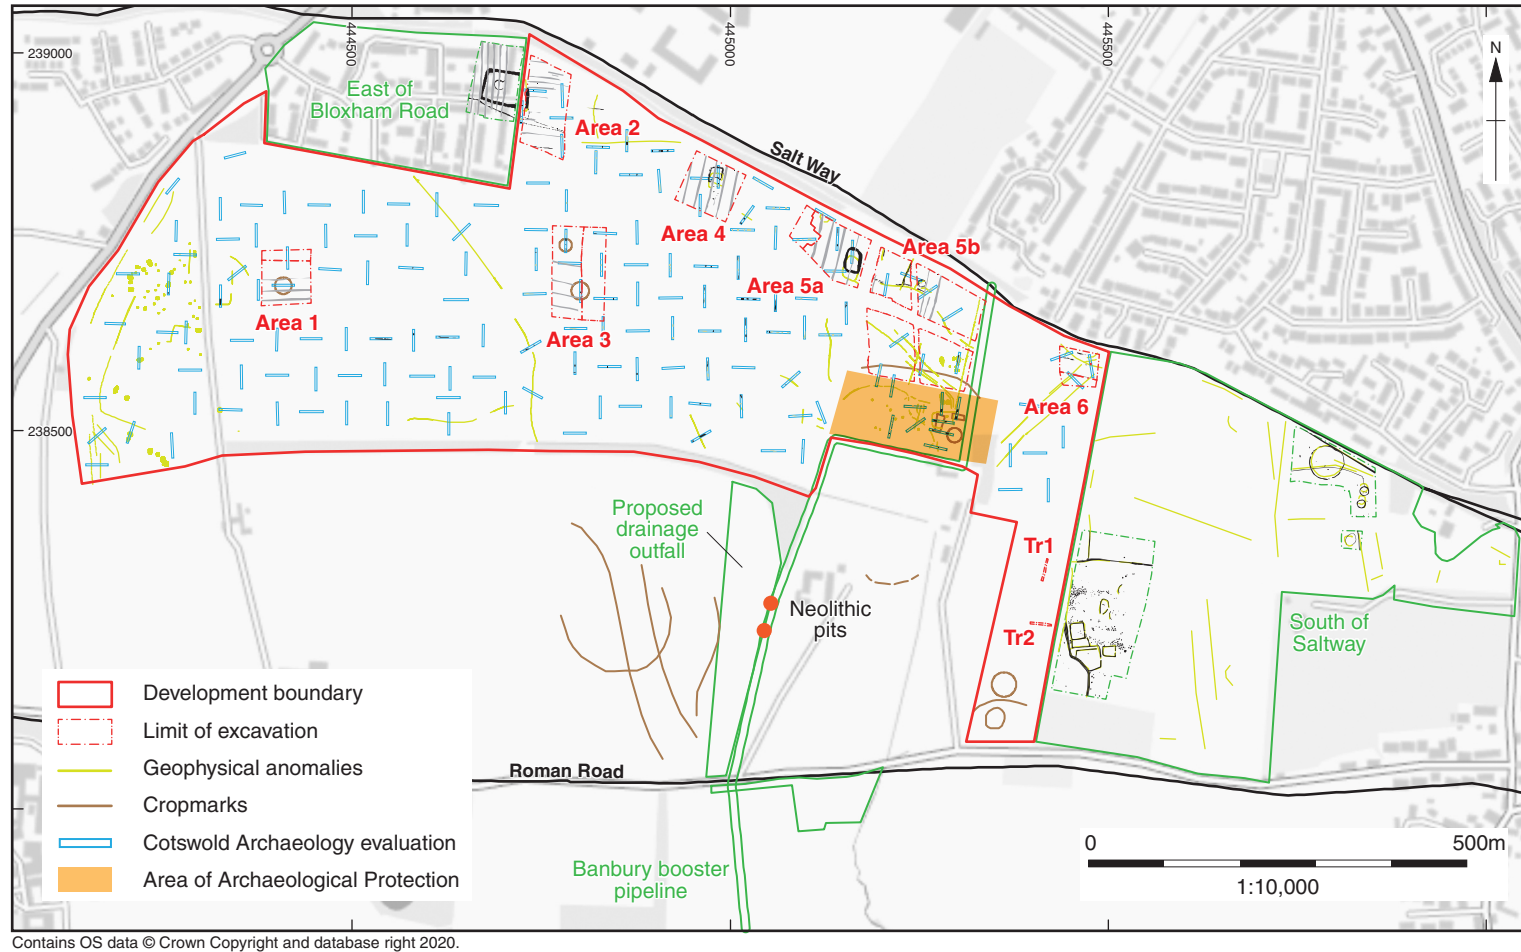 444500
445000
445500
239000
238500
N
East of
Bloxham Road
Area 2
Salt Way
Area 4
Area 5b
Area 5a
Area 1
Area 3
Area 6
Proposed
drainage
outfall
Tr1
Neolithic
pits
Tr2
South of
Saltway
Roman Road
Banbury booster
pipeline
Development boundary
Limit of excavation
Geophysical anomalies
Cropmarks
Cotswold Archaeology evaluation
Area of Archaeological Protection
0 500m
1:10,000
Contains OS data © Crown Copyright and database right 2020.